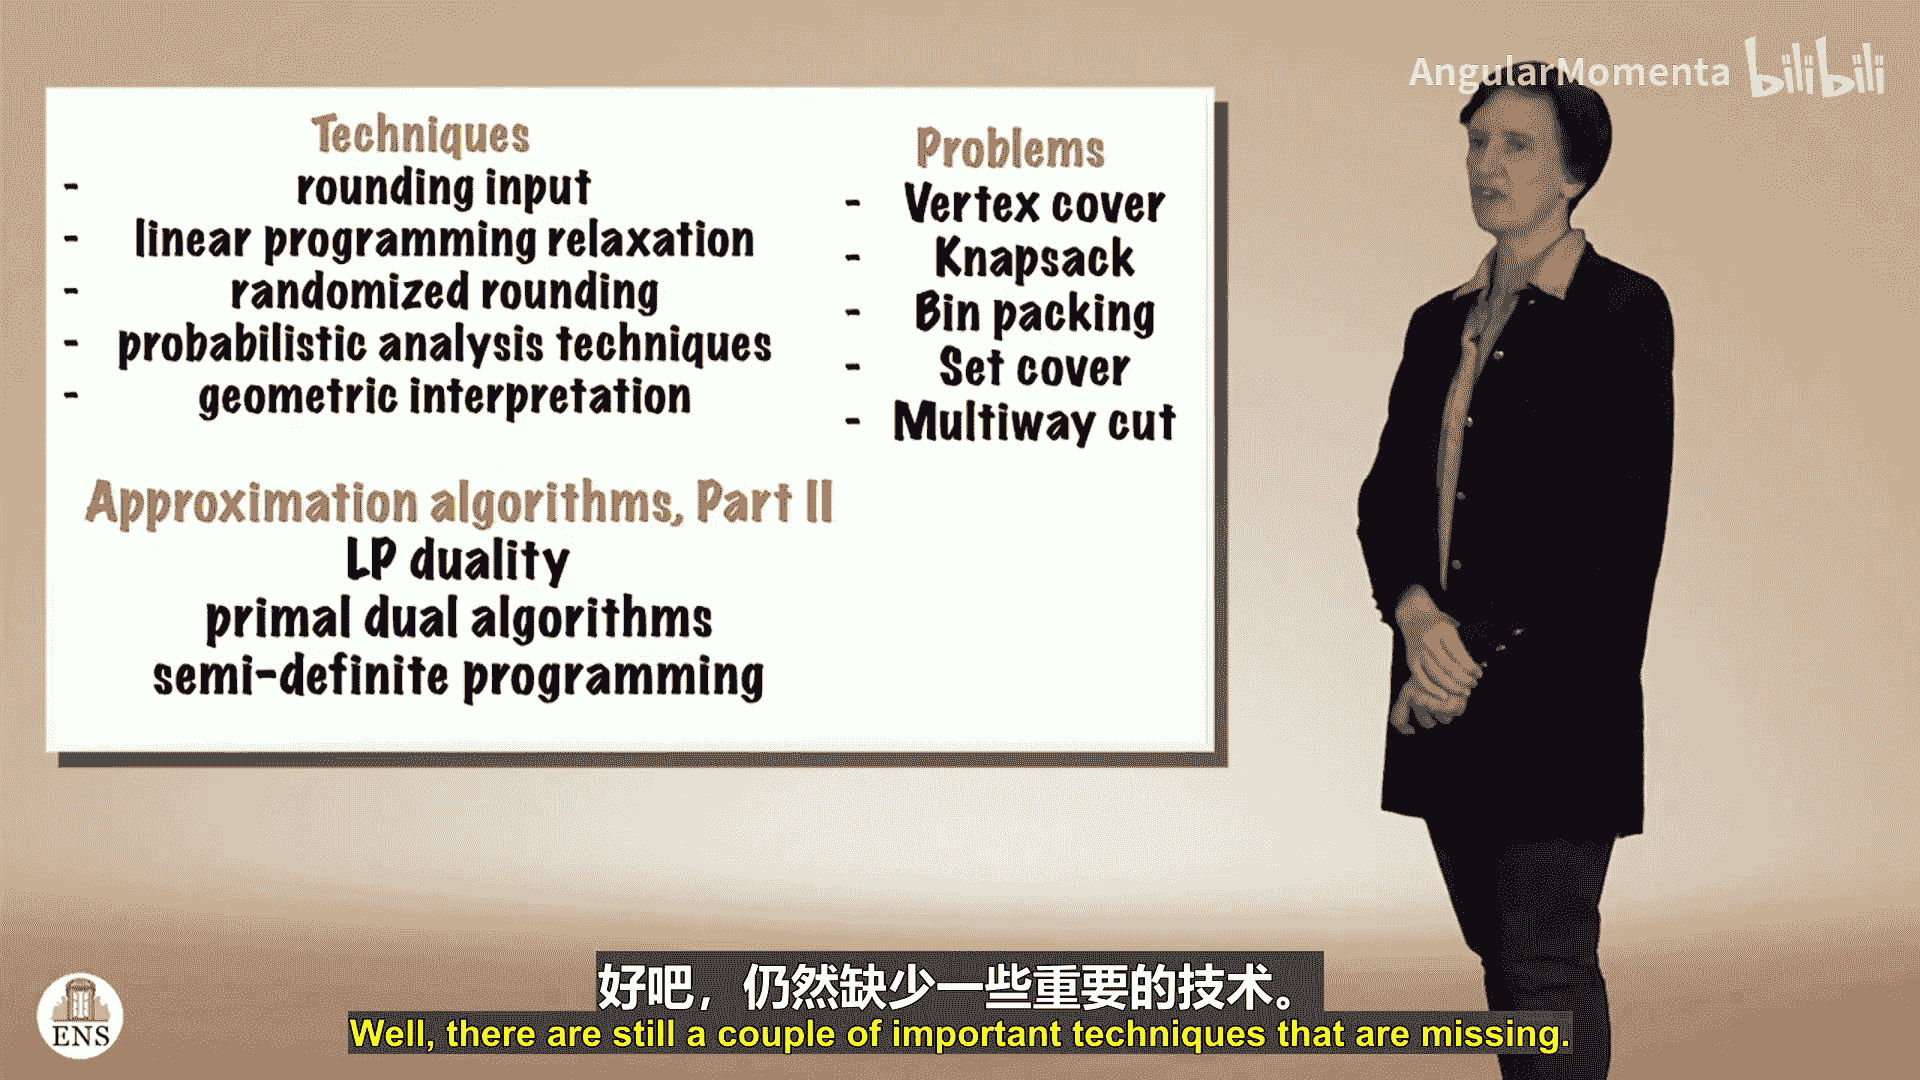 AngularMomenta bilibili
Techniques
- rounding input
- linear programming relaxation
- randomized rounding
- probabilistic analysis techniques
- geometric interpretation
Problems
- Vertex cover
- Knapsack
- Bin packing
- Set cover
- Multiway cut
Approximation algorithms, Part II
LP duality
primal dual algorithms
semi-definite programming
ENS
好吧，仍然缺少一些重要的技术。
Well, there are still a couple of important techniques that are missing.